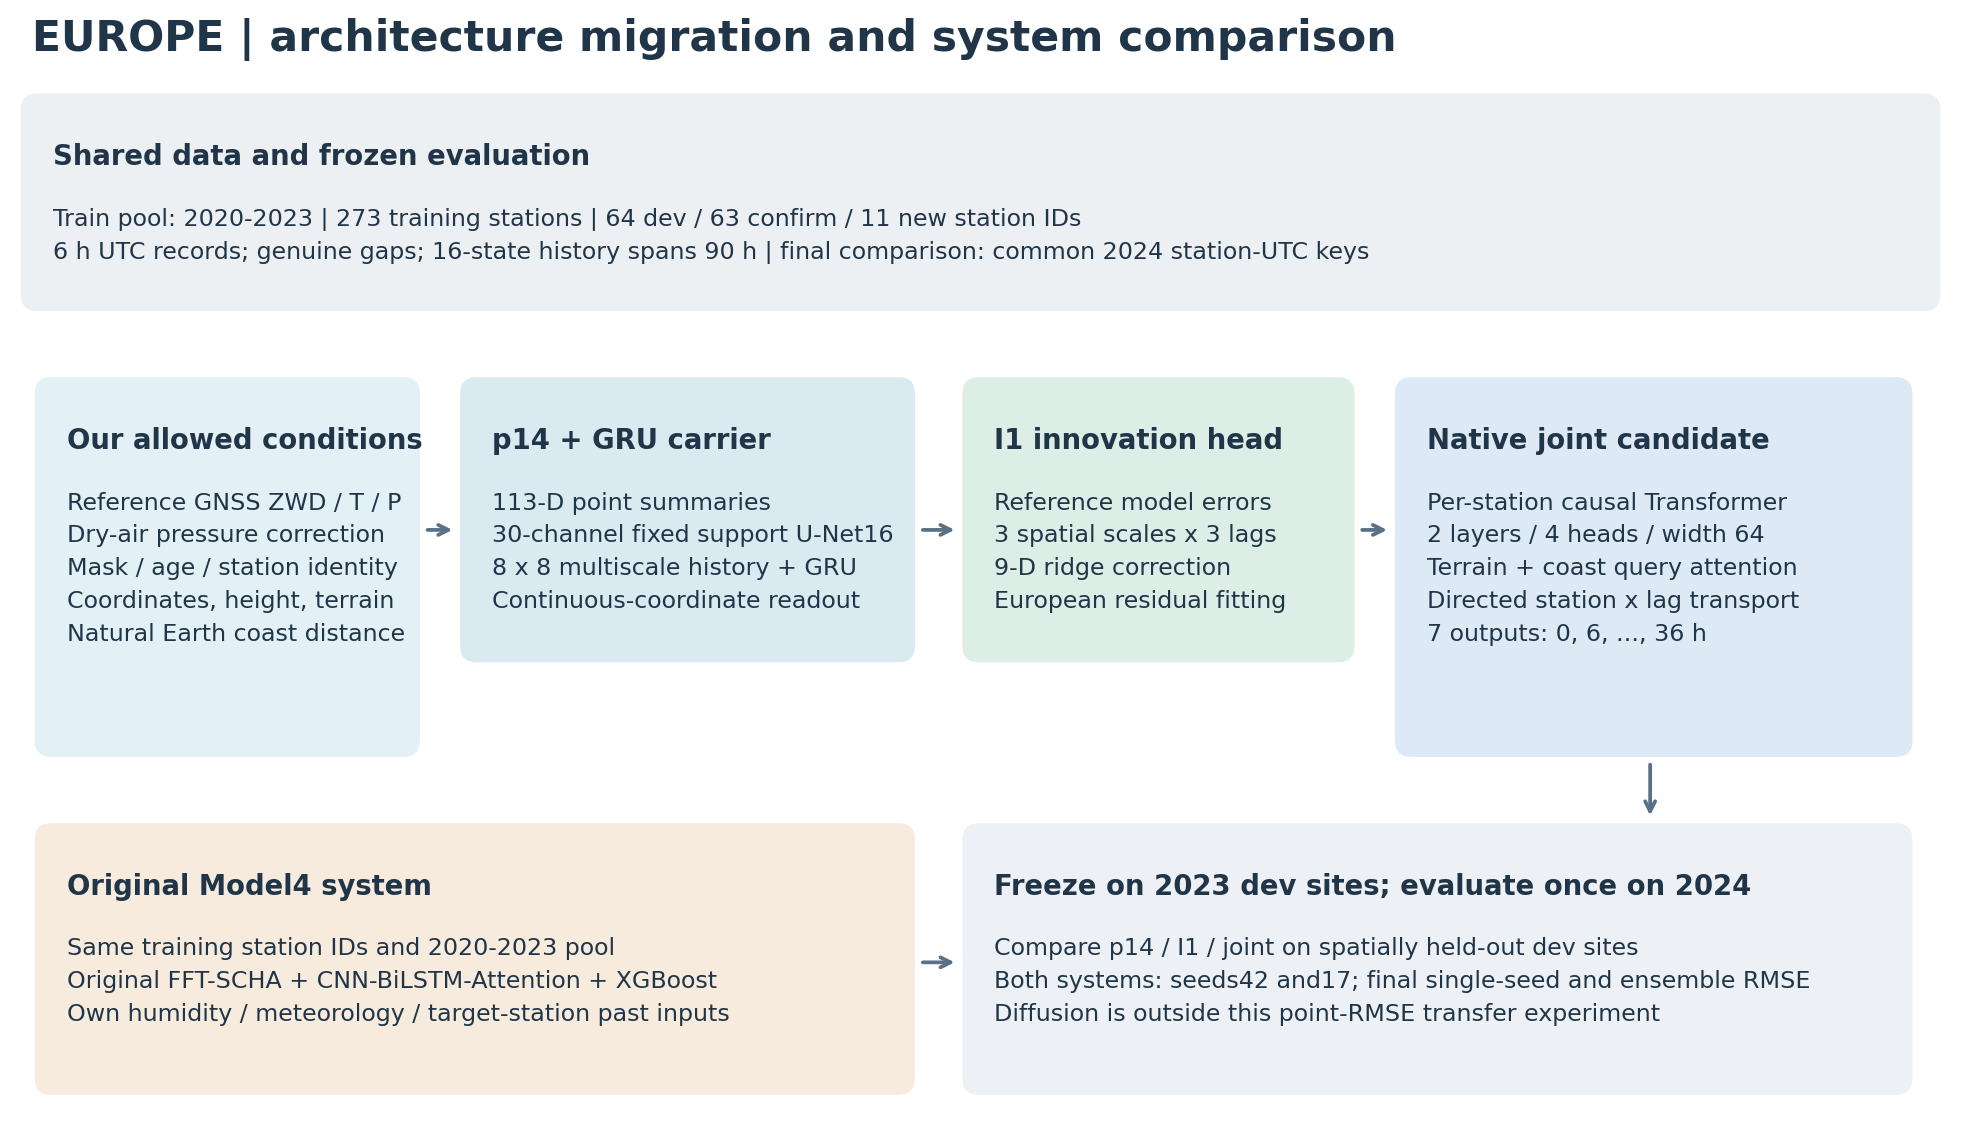 EUROPE | architecture migration and system comparison
Shared data and frozen evaluation
Train pool: 2020-2023 | 273 training stations | 64 dev / 63 confirm / 11 new station IDs
6 h UTC records; genuine gaps; 16-state history spans 90 h | final comparison: common 2024 station-UTC keys
Our allowed conditions
Reference GNSS ZWD / T / P
Dry-air pressure correction
Mask / age / station identity
Coordinates, height, terrain
Natural Earth coast distance
p14 + GRU carrier
113-D point summaries
30-channel fixed support U-Net16
8 x 8 multiscale history + GRU
Continuous-coordinate readout
I1 innovation head
Reference model errors
3 spatial scales x 3 lags
9-D ridge correction
European residual fitting
Native joint candidate
Per-station causal Transformer
2 layers / 4 heads / width 64
Terrain + coast query attention
Directed station x lag transport
7 outputs: 0, 6, ..., 36 h
Original Model4 system
Same training station IDs and 2020-2023 pool
Original FFT-SCHA + CNN-BiLSTM-Attention + XGBoost
Own humidity / meteorology / target-station past inputs
Freeze on 2023 dev sites; evaluate once on 2024
Compare p14 / I1 / joint on spatially held-out dev sites
Both systems: seeds42 and17; final single-seed and ensemble RMSE
Diffusion is outside this point-RMSE transfer experiment